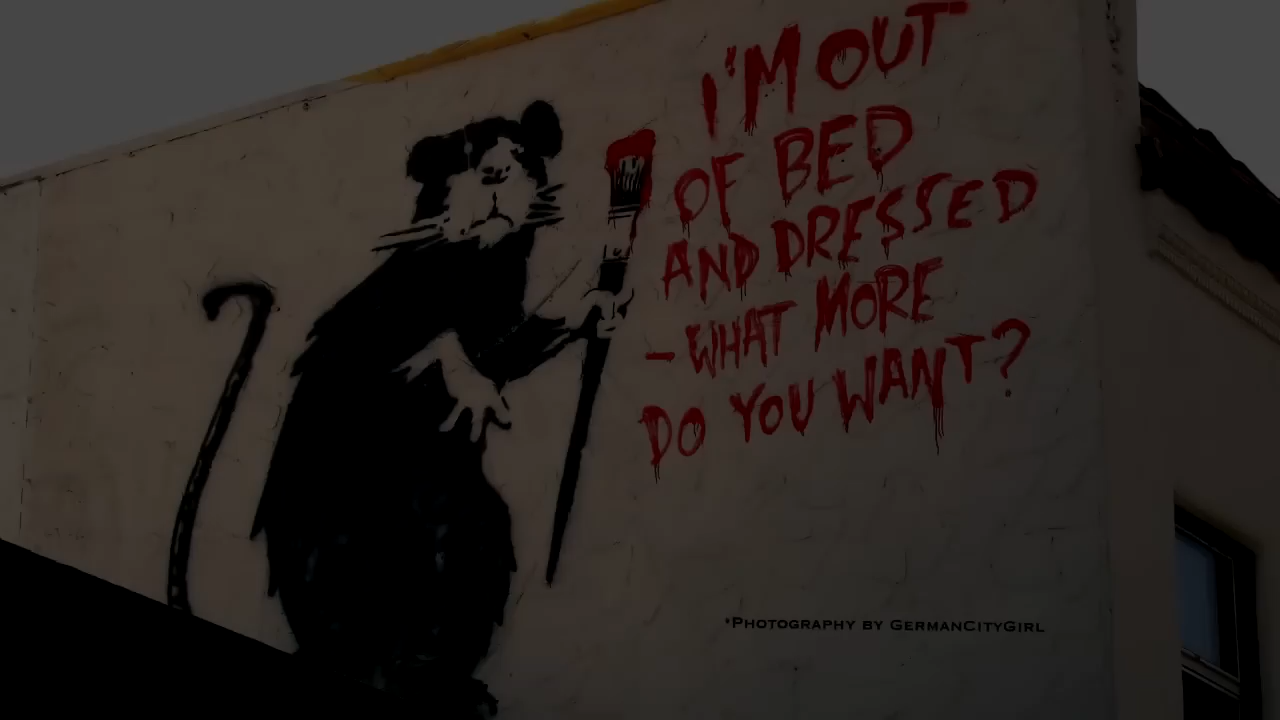 I'M OUT
OF BED
AND DRESSED
- WHAT MORE
DO YOU WANT?
*PHOTOGRAPHY BY GERMANCITYGIRL